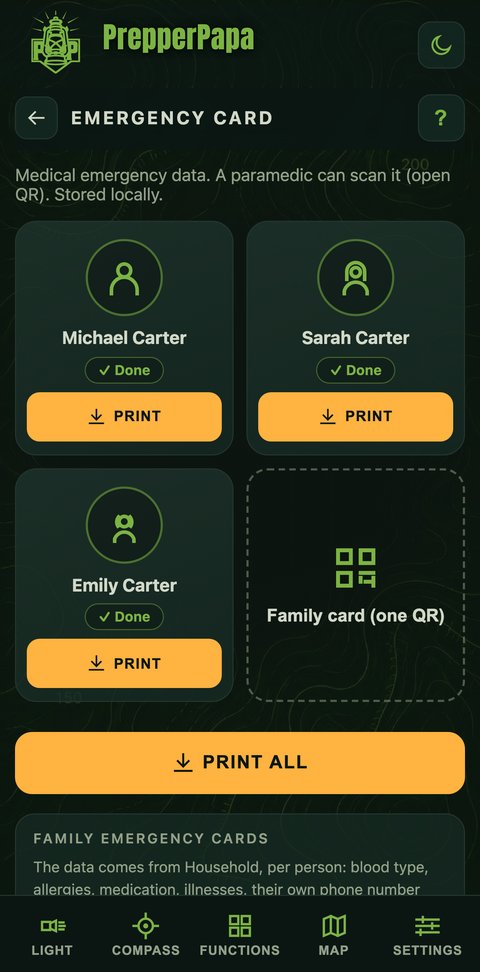 PrepperPapa
EMERGENCY CARD
?
200
Medical emergency data. A paramedic can scan it (open
QR). Stored locally.
Michael Carter
✓ Done
PRINT
Sarah Carter
✓ Done
PRINT
Emily Carter
✓ Done
PRINT
Family card (one QR)
150
PRINT ALL
FAMILY EMERGENCY CARDS
The data comes from Household, per person: blood type,
allergies, medication, illnesses, their own phone number
LIGHT
COMPASS
FUNCTIONS
MAP
SETTINGS